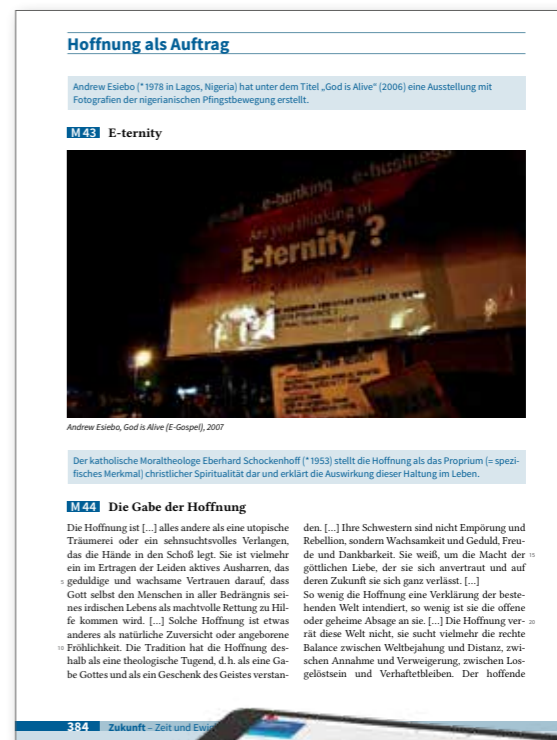 Hoffnung als Auftrag
Andrew Esiebo (*1978 in Lagos, Nigeria) hat unter dem Titel „God is Alive“ (2006) eine Ausstellung mit
Fotografien der nigerianischen Pfingstbewegung erstellt.
M 43 E-ternity
e-mail e-banking e-business
Are you thinking of
E-ternity ?
Andrew Esiebo, God is Alive (E-Gospel), 2007
Der katholische Moraltheologe Eberhard Schockenhoff (*1953) stellt die Hoffnung als das Proprium (= spezi-
fisches Merkmal) christlicher Spiritualität dar und erklärt die Auswirkung dieser Haltung im Leben.
M 44 Die Gabe der Hoffnung
Die Hoffnung ist [...] alles andere als eine utopische
Träumerei oder ein sehnsuchtsvolles Verlangen,
das die Hände in den Schoß legt. Sie ist vielmehr
ein im Ertragen der Leiden aktives Ausharren, das
5 geduldige und wachsame Vertrauen darauf, dass
Gott selbst den Menschen in aller Bedrängnis sei-
nes irdischen Lebens als machtvolle Rettung zu Hil-
fe kommen wird. [...] Solche Hoffnung ist etwas
anderes als natürliche Zuversicht oder angeborene
10 Fröhlichkeit. Die Tradition hat die Hoffnung des-
halb als eine theologische Tugend, d. h. als eine Ga-
be Gottes und als ein Geschenk des Geistes verstan-
den. [...] Ihre Schwestern sind nicht Empörung und
Rebellion, sondern Wachsamkeit und Geduld, Freu-
de und Dankbarkeit. Sie weiß, um die Macht der 15
göttlichen Liebe, der sie sich anvertraut und auf
deren Zukunft sie sich ganz verlässt. [...]
So wenig die Hoffnung eine Verklärung der beste-
henden Welt intendiert, so wenig ist sie die offene
oder geheime Absage an sie. [...] Die Hoffnung ver- 20
rät diese Welt nicht, sie sucht vielmehr die rechte
Balance zwischen Weltbejahung und Distanz, zwi-
schen Annahme und Verweigerung, zwischen Los-
gelöstsein und Verhaftetbleiben. Der hoffende
384 Zukunft – Zeit und Ewig